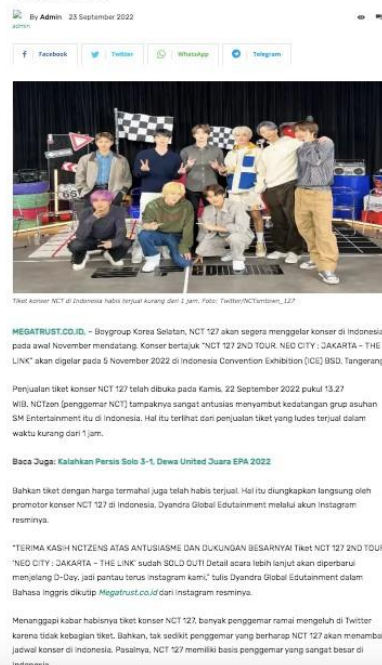 admin
By Admin 23 September 2022
Facebook
Twitter
WhatsApp
Telegram
Tiket konser NCT di Indonesia habis terjual kurang dari 1 jam. Foto: Twitter/NCTsmtown_127
MEGATRUST.CO.ID, – Boygroup Korea Selatan, NCT 127 akan segera menggelar konser di Indonesia
pada awal November mendatang. Konser bertajuk "NCT 127 2ND TOUR. NEO CITY : JAKARTA – THE
LINK" akan digelar pada 5 November 2022 di Indonesia Convention Exhibition (ICE) BSD, Tangerang
Penjualan tiket konser NCT 127 telah dibuka pada Kamis, 22 September 2022 pukul 13.27
WIB. NCTzen (penggemar NCT) tampaknya sangat antusias menyambut kedatangan grup asuhan
SM Entertainment itu di Indonesia. Hal itu terlihat dari penjualan tiket yang ludes terjual dalam
waktu kurang dari 1 jam.
Baca Juga: Kalahkan Persis Solo 3-1, Dewa United Juara EPA 2022
Bahkan tiket dengan harga termahal juga telah habis terjual. Hal itu diungkapkan langsung oleh
promotor konser NCT 127 di Indonesia, Dyandra Global Edutainment melalui akun Instagram
resminya.
"TERIMA KASIH NCTZENS ATAS ANTUSIASME DAN DUKUNGAN BESARNYA! Tiket NCT 127 2ND TOUR
'NEO CITY : JAKARTA – THE LINK' sudah SOLD OUT! Detail acara lebih lanjut akan diperbarui
menjelang D-Day, jadi pantau terus Instagram kami," tulis Dyandra Global Edutainment dalam
Bahasa Inggris dikutip Megatrust.co.id dari Instagram resminya.
Menanggapi kabar habisnya tiket konser NCT 127, banyak penggemar ramai mengeluh di Twitter
karena tidak kebagian tiket. Bahkan, tak sedikit penggemar yang berharap NCT 127 akan menamba
jadwal konser di Indonesia. Pasalnya, NCT 127 memiliki basis penggemar yang sangat besar di
Indonesia